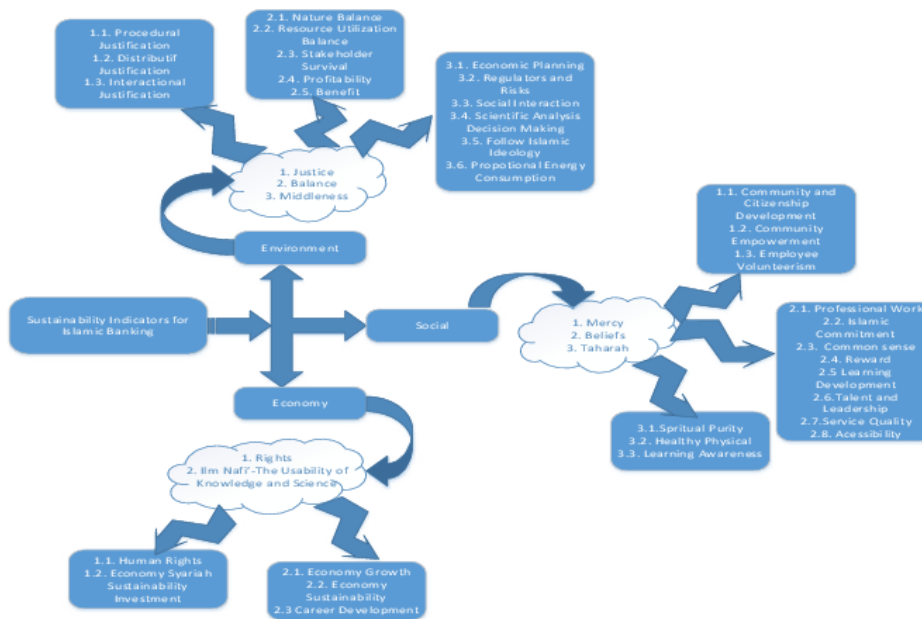 1.1. Procedural
Justification
1.2. Distributif
Justification
1.3. Interactional
Justification
2.1. Nature Balance
2.2. Resource Utilization
Balance
2.3. Stakeholder
Survival
2.4. Profitability
2.5. Benefit
3.1. Economic Planning
3.2. Regulators and
Risks
3.3. Social Interaction
3.4. Scientific Analysis
Decision Making
3.5. Follow Islamic
Ideology
3.6. Propotional Energy
Consumption
1. Justice
2. Balance
3. Middleness
Environment
Sustainability Indicators for
Islamic Banking
Social
1. Mercy
2. Beliefs
3. Taharah
1.1. Community and
Citizenship
Development
1.2. Community
Empowerment
1.3. Employee
Volunteerism
2.1. Professional Work
2.2. Islamic
Commitment
2.3. Common sense
2.4. Reward
2.5 Learning
Development
2.6.Talent and
Leadership
2.7.Service Quality
2.8. Acessibility
3.1.Spritual Purity
3.2. Healthy Physical
3.3. Learning Awareness
Economy
1. Rights
2. Ilm Nafi'-The Usability of
Knowledge and Science
1.1. Human Rights
1.2. Economy Syariah
Sustainability
Investment
2.1. Economy Growth
2.2. Economy
Sustainability
2.3 Career Development